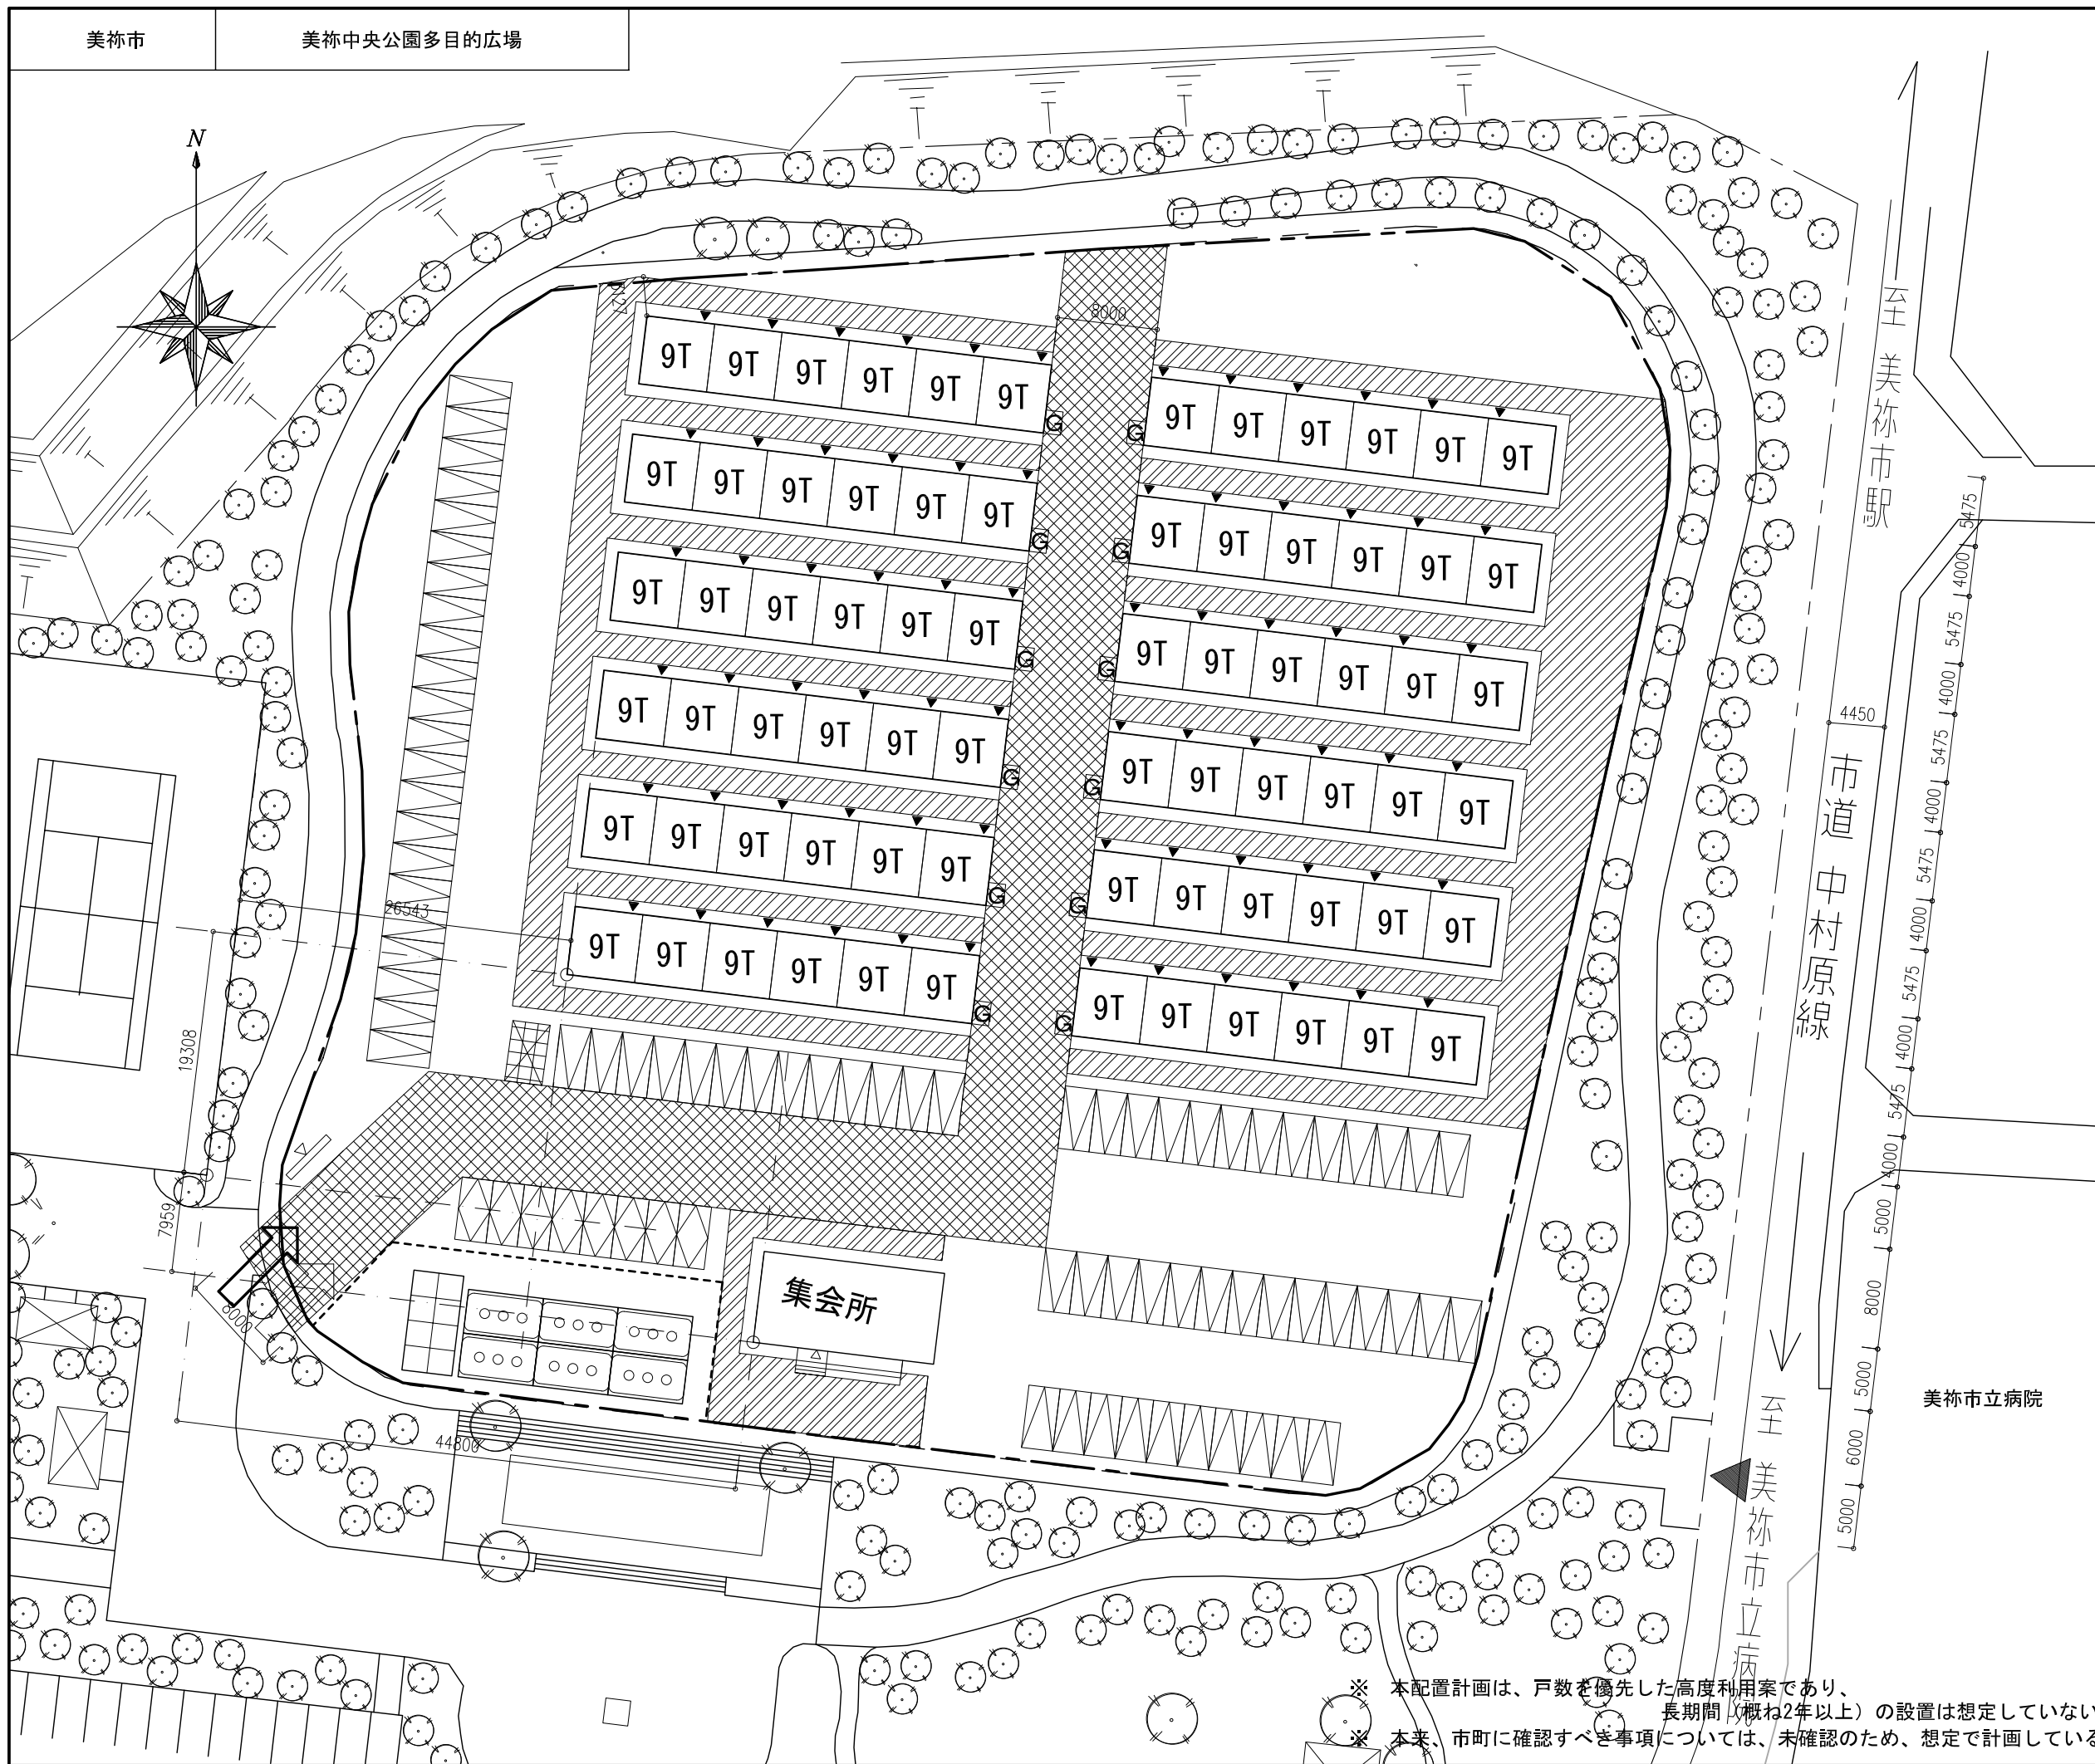 美祢市 美祢中央公園多目的広場
N
2127
8000
9T 9T 9T 9T 9T 9T G
G 9T 9T 9T 9T 9T 9T
9T 9T 9T 9T 9T 9T G
G 9T 9T 9T 9T 9T 9T
9T 9T 9T 9T 9T 9T G
G 9T 9T 9T 9T 9T 9T
9T 9T 9T 9T 9T 9T G
G 9T 9T 9T 9T 9T 9T
9T 9T 9T 9T 9T 9T G
G 9T 9T 9T 9T 9T 9T
9T 9T 9T 9T 9T 9T G
G 9T 9T 9T 9T 9T 9T
26543
19308
7959
8000
44800
集会所
至 美祢市駅
4450
市道 中村原線
至 美祢市立病院
5475
4000
5475
4000
5475
4000
5475
4000
5475
4000
5475
4000
5000
8000
5000
6000
5000
美祢市立病院
※ 本配置計画は、戸数を優先した高度利用案であり、
長期間（概ね2年以上）の設置は想定していない
※ 本来、市町に確認すべき事項については、未確認のため、想定で計画している